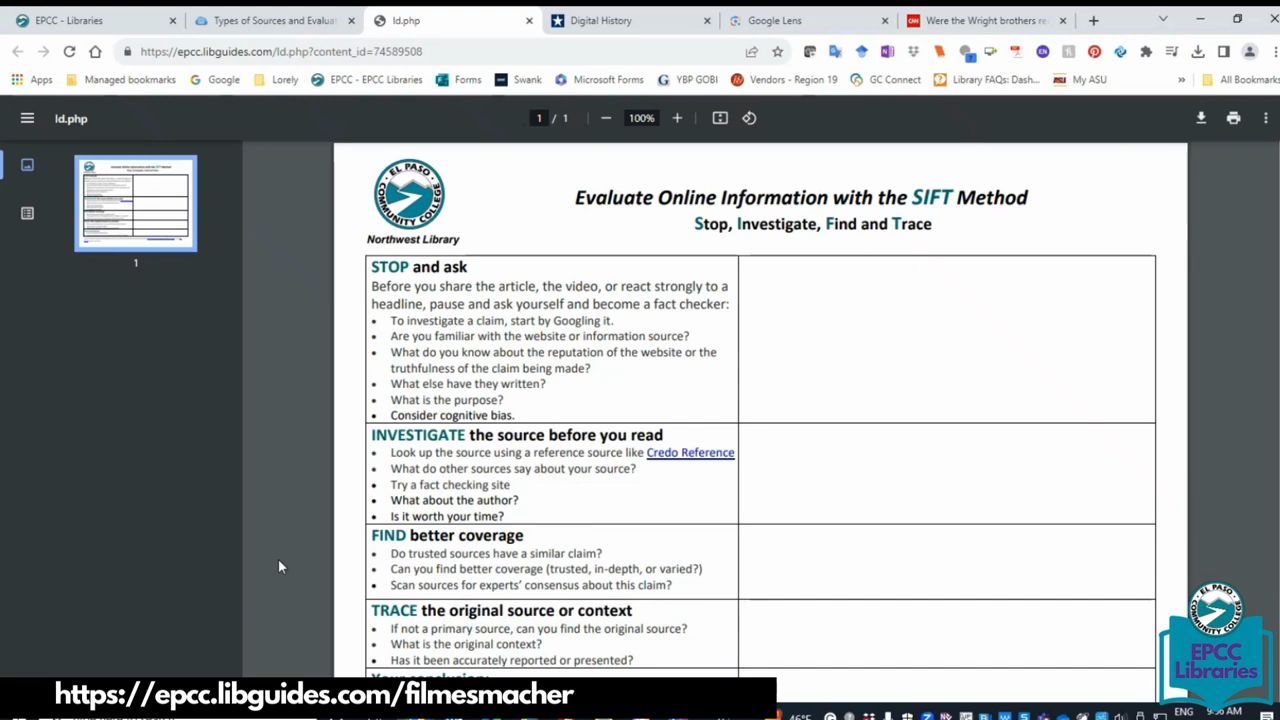 EPCC - Libraries
Types of Sources and Evaluat
ld.php
Digital History
Google Lens
Were the Wright brothers re
https://epcc.libguides.com/ld.php?content_id=74589508
Apps
Managed bookmarks
Google
Lorely
EPCC - EPCC Libraries
Forms
Swank
Microsoft Forms
YBP GOBI
Vendors - Region 19
GC Connect
Library FAQs: Dash...
My ASU
All Bookmarks
ld.php
1 / 1
100%
1
EL PASO COMMUNITY COLLEGE
Northwest Library
Evaluate Online Information with the SIFT Method
Stop, Investigate, Find and Trace
STOP and ask
Before you share the article, the video, or react strongly to a
headline, pause and ask yourself and become a fact checker:
• To investigate a claim, start by Googling it.
• Are you familiar with the website or information source?
• What do you know about the reputation of the website or the
truthfulness of the claim being made?
• What else have they written?
• What is the purpose?
• Consider cognitive bias.
INVESTIGATE the source before you read
• Look up the source using a reference source like Credo Reference
• What do other sources say about your source?
• Try a fact checking site
• What about the author?
• Is it worth your time?
FIND better coverage
• Do trusted sources have a similar claim?
• Can you find better coverage (trusted, in-depth, or varied?)
• Scan sources for experts' consensus about this claim?
TRACE the original source or context
• If not a primary source, can you find the original source?
• What is the original context?
• Has it been accurately reported or presented?
Your conclusion:
EL PASO COMMUNITY COLLEGE
EPCC
Libraries
https://epcc.libguides.com/filmesmacher
46°F
ENG
9:56 AM